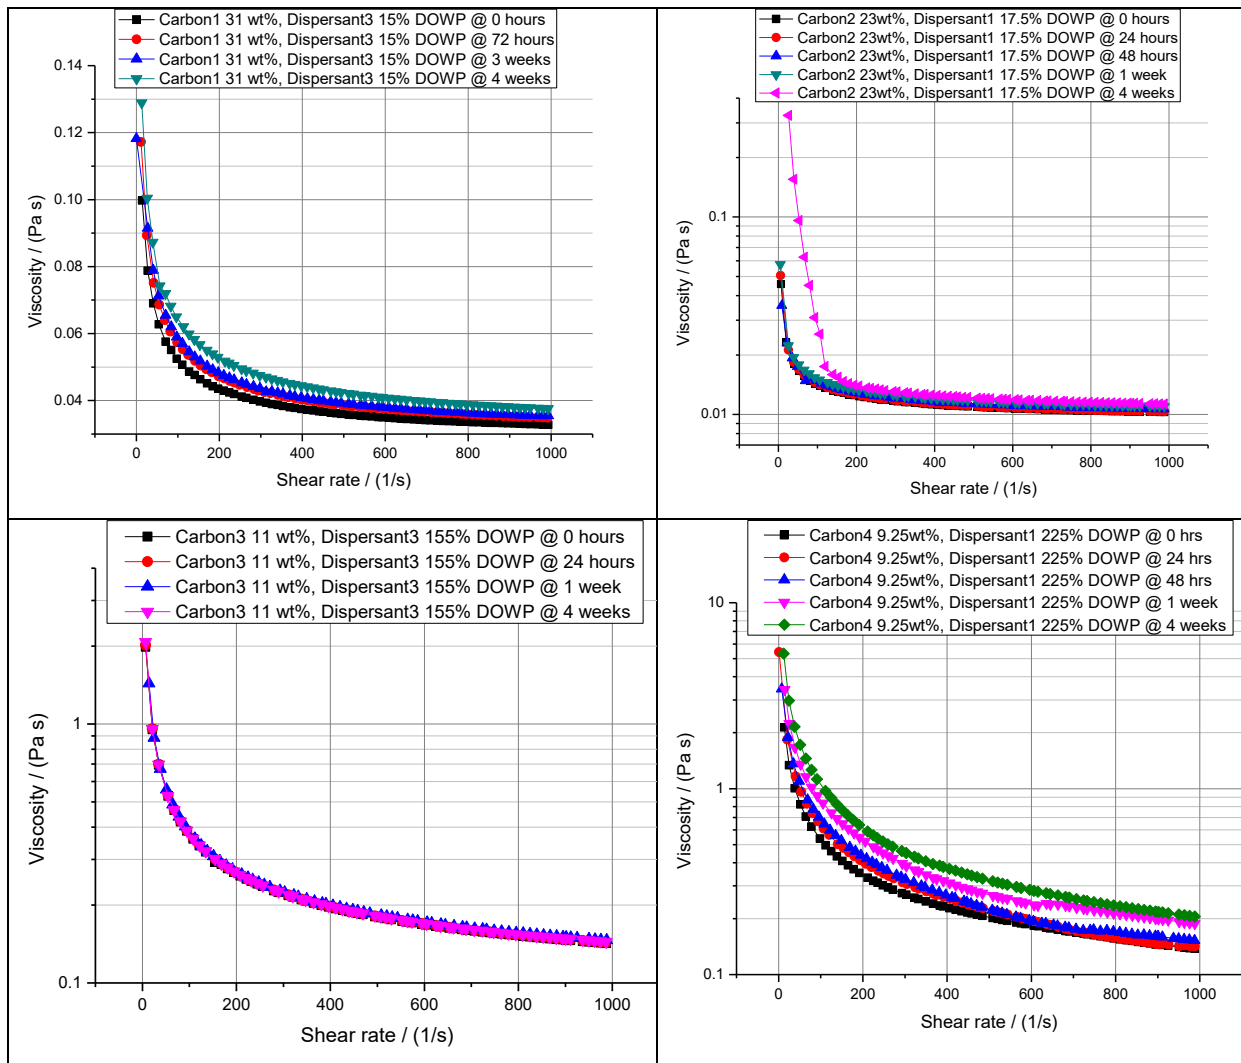 Carbon1 31 wt%, Dispersant3 15% DOWP @ 0 hours
Carbon1 31 wt%, Dispersant3 15% DOWP @ 72 hours
Carbon1 31 wt%, Dispersant3 15% DOWP @ 3 weeks
Carbon1 31 wt%, Dispersant3 15% DOWP @ 4 weeks
0.14
0.12
0.10
0.08
0.06
0.04
Viscosity / (Pa s)
0 200 400 600 800 1000
Shear rate / (1/s)
Carbon2 23wt%, Dispersant1 17.5% DOWP @ 0 hours
Carbon2 23wt%, Dispersant1 17.5% DOWP @ 24 hours
Carbon2 23wt%, Dispersant1 17.5% DOWP @ 48 hours
Carbon2 23wt%, Dispersant1 17.5% DOWP @ 1 week
Carbon2 23wt%, Dispersant1 17.5% DOWP @ 4 weeks
0.1
0.01
Viscosity / (Pa s)
0 200 400 600 800 1000
Shear rate / (1/s)
Carbon3 11 wt%, Dispersant3 155% DOWP @ 0 hours
Carbon3 11 wt%, Dispersant3 155% DOWP @ 24 hours
Carbon3 11 wt%, Dispersant3 155% DOWP @ 1 week
Carbon3 11 wt%, Dispersant3 155% DOWP @ 4 weeks
1
0.1
Viscosity / (Pa s)
0 200 400 600 800 1000
Shear rate / (1/s)
Carbon4 9.25wt%, Dispersant1 225% DOWP @ 0 hrs
Carbon4 9.25wt%, Dispersant1 225% DOWP @ 24 hrs
Carbon4 9.25wt%, Dispersant1 225% DOWP @ 48 hrs
Carbon4 9.25wt%, Dispersant1 225% DOWP @ 1 week
Carbon4 9.25wt%, Dispersant1 225% DOWP @ 4 weeks
10
1
0.1
Viscosity / (Pa s)
0 200 400 600 800 1000
Shear rate / (1/s)